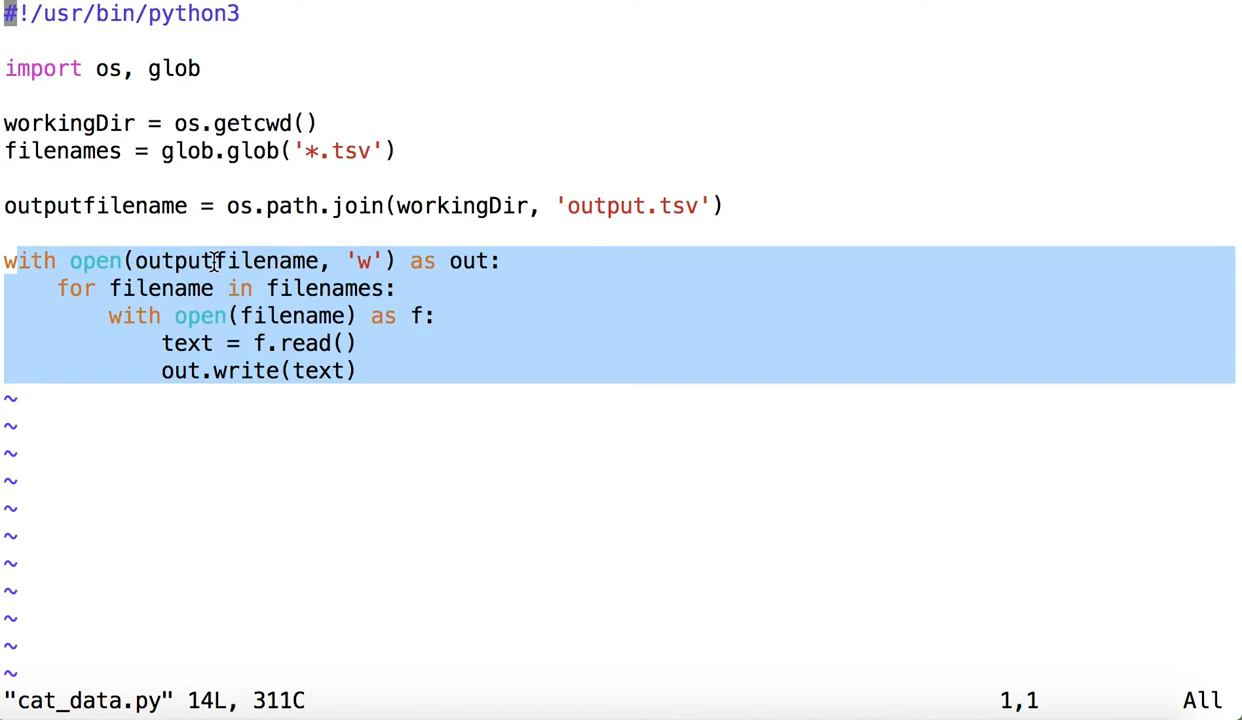 #!/usr/bin/python3
import os, glob
workingDir = os.getcwd()
filenames = glob.glob('*.tsv')
outputfilename = os.path.join(workingDir, 'output.tsv')
with open(outputfilename, 'w') as out:
    for filename in filenames:
        with open(filename) as f:
            text = f.read()
            out.write(text)
~
~
~
~
~
~
~
~
~
~
~
"cat_data.py" 14L, 311C 1,1 All